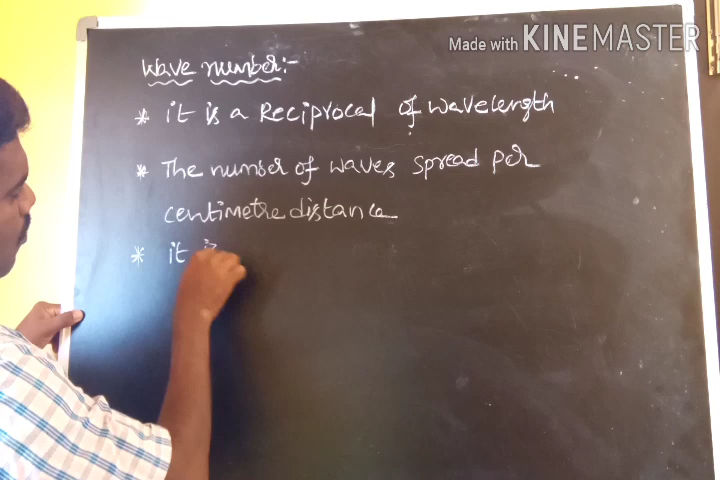 Made with KINEMASTER
Wave number:-
* it is a Reciprocal of wavelength
* The number of waves spread per
centimetre distance
* it is